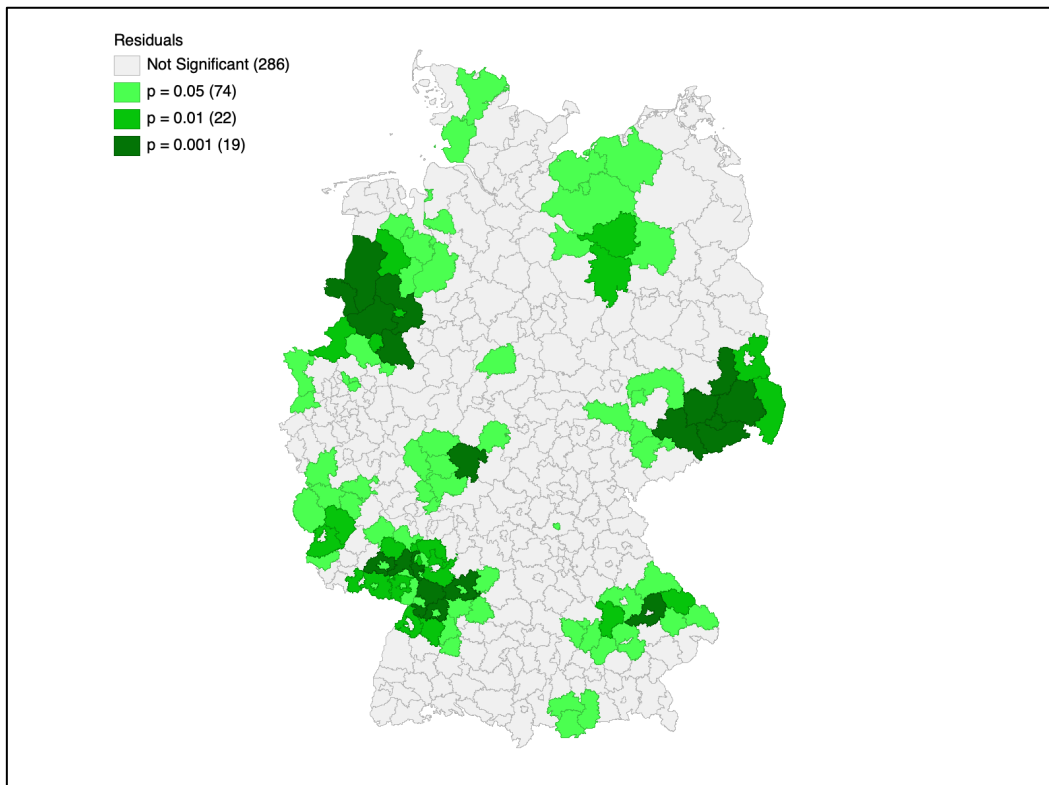 Residuals
Not Significant (286)
p = 0.05 (74)
p = 0.01 (22)
p = 0.001 (19)